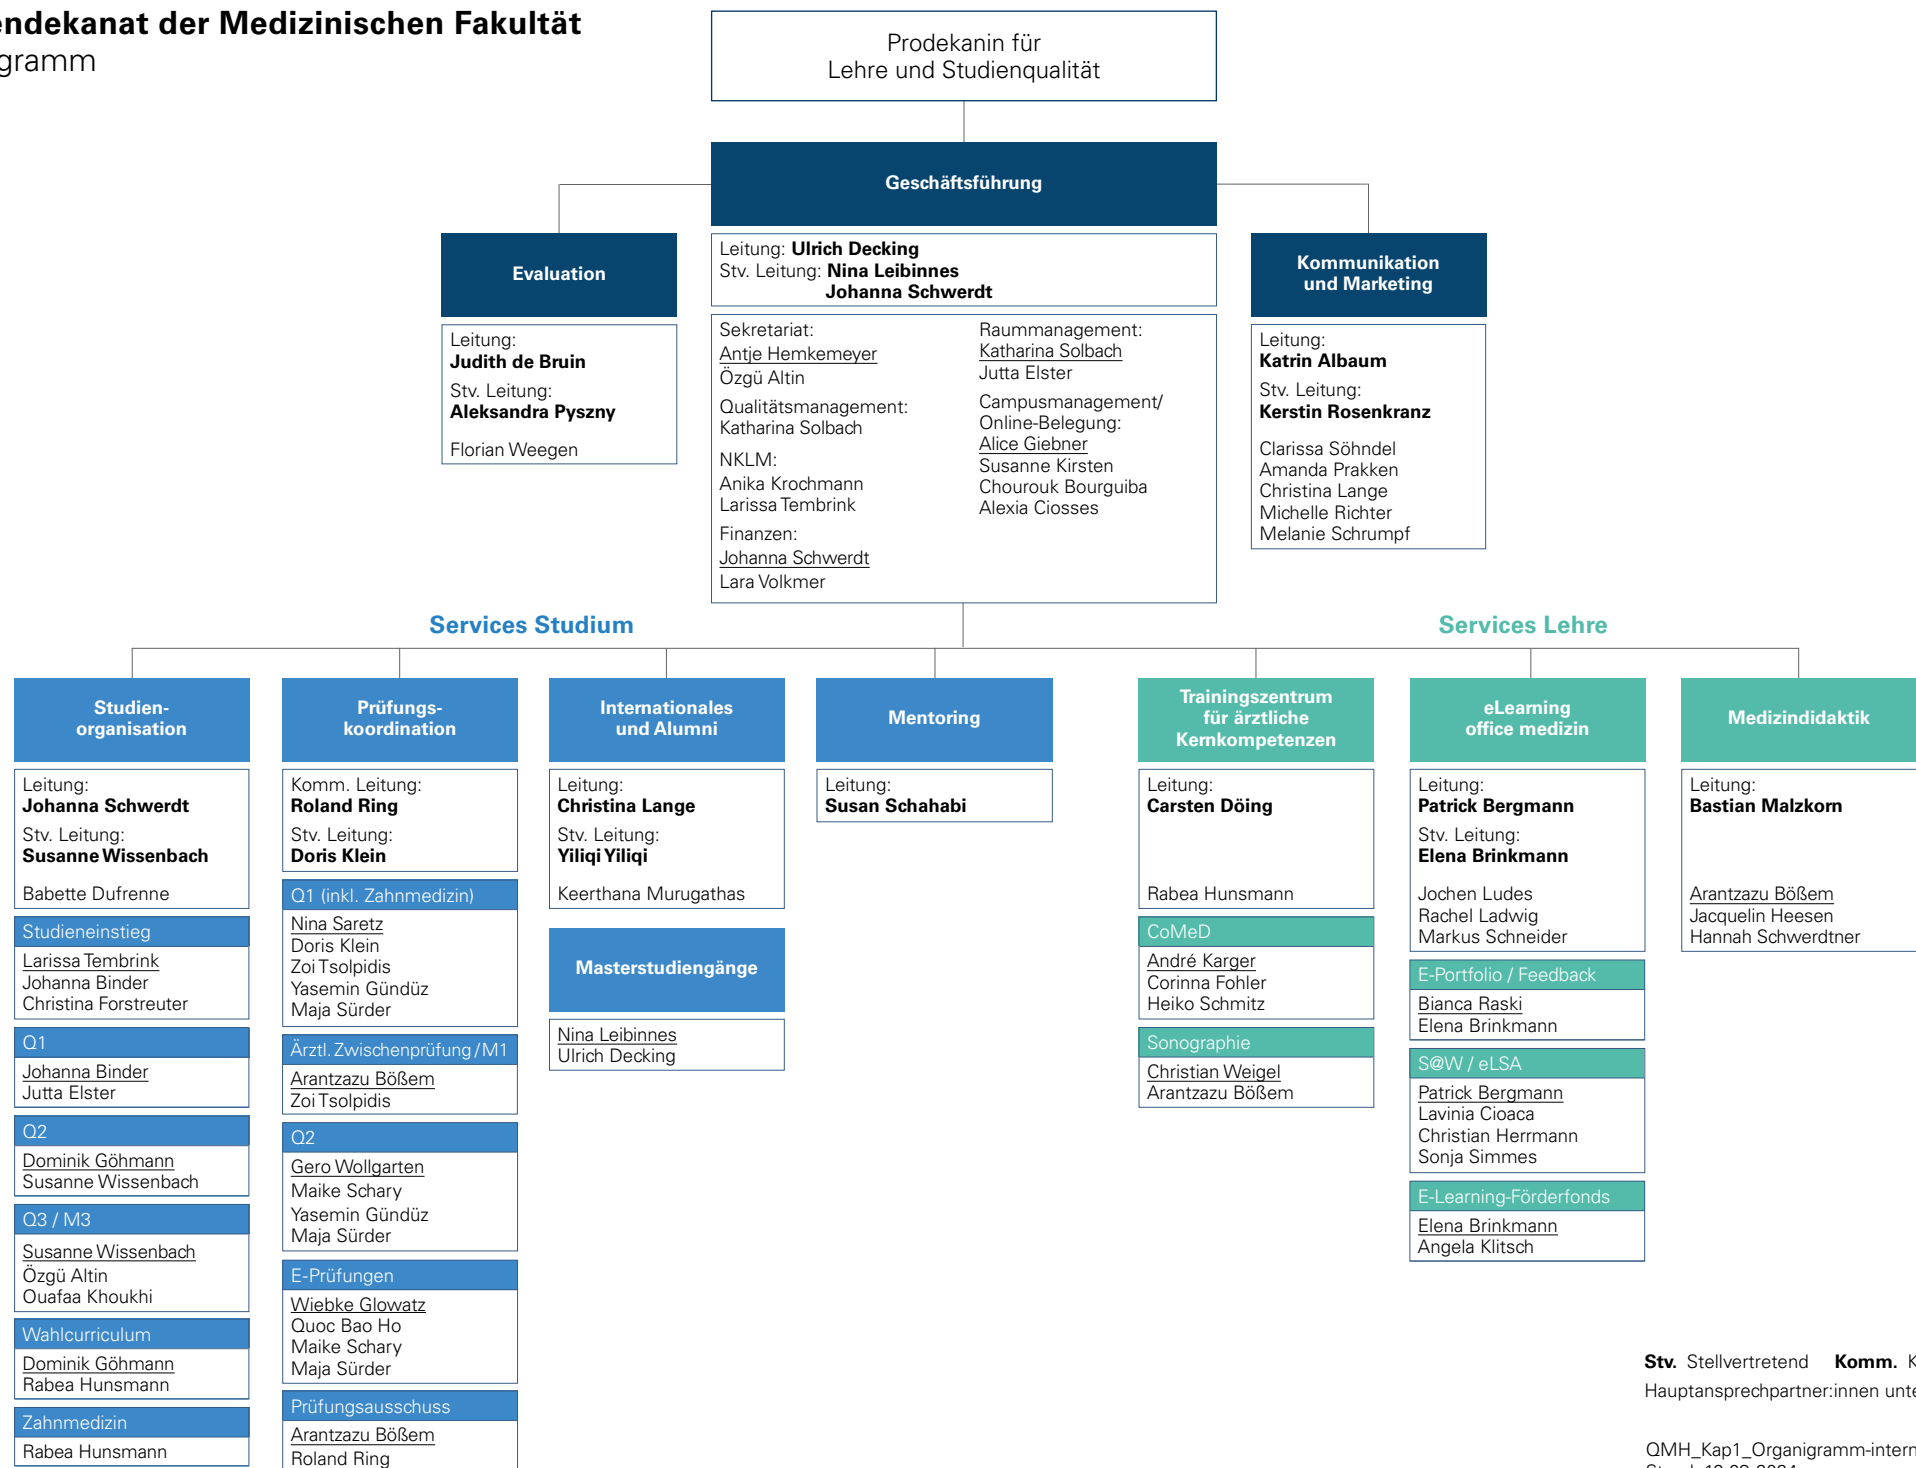 endekanat der Medizinischen Fakultät
gramm
Prodekanin für
Lehre und Studienqualität
Geschäftsführung
Leitung: Ulrich Decking
Stv. Leitung: Nina Leibinnes
Johanna Schwerdt
Sekretariat:
Antje Hemkemeyer
Özgü Altin
Qualitätsmanagement:
Katharina Solbach
NKLM:
Anika Krochmann
Larissa Tembrink
Finanzen:
Johanna Schwerdt
Lara Volkmer
Raummanagement:
Katharina Solbach
Jutta Elster
Campusmanagement/
Online-Belegung:
Alice Giebner
Susanne Kirsten
Chourouk Bourguiba
Alexia Ciosses
Evaluation
Leitung:
Judith de Bruin
Stv. Leitung:
Aleksandra Pyszny
Florian Weegen
Kommunikation
und Marketing
Leitung:
Katrin Albaum
Stv. Leitung:
Kerstin Rosenkranz
Clarissa Söhndel
Amanda Prakken
Christina Lange
Michelle Richter
Melanie Schrumpf
Services Studium
Services Lehre
Studien-
organisation
Leitung:
Johanna Schwerdt
Stv. Leitung:
Susanne Wissenbach
Babette Dufrenne
Studieneinstieg
Larissa Tembrink
Johanna Binder
Christina Forstreuter
Q1
Johanna Binder
Jutta Elster
Q2
Dominik Göhmann
Susanne Wissenbach
Q3 / M3
Susanne Wissenbach
Özgü Altin
Ouafaa Khoukhi
Wahlcurriculum
Dominik Göhmann
Rabea Hunsmann
Zahnmedizin
Rabea Hunsmann
Prüfungs-
koordination
Komm. Leitung:
Roland Ring
Stv. Leitung:
Doris Klein
Q1 (inkl. Zahnmedizin)
Nina Saretz
Doris Klein
Zoi Tsolpidis
Yasemin Gündüz
Maja Sürder
Ärztl. Zwischenprüfung / M1
Arantzazu Bößem
Zoi Tsolpidis
Q2
Gero Wollgarten
Maike Schary
Yasemin Gündüz
Maja Sürder
E-Prüfungen
Wiebke Glowatz
Quoc Bao Ho
Maike Schary
Maja Sürder
Prüfungsausschuss
Arantzazu Bößem
Roland Ring
Internationales
und Alumni
Leitung:
Christina Lange
Stv. Leitung:
Yiliqi Yiliqi
Keerthana Murugathas
Masterstudiengänge
Nina Leibinnes
Ulrich Decking
Mentoring
Leitung:
Susan Schahabi
Trainingszentrum
für ärztliche
Kernkompetenzen
Leitung:
Carsten Döing
Rabea Hunsmann
CoMeD
André Karger
Corinna Fohler
Heiko Schmitz
Sonographie
Christian Weigel
Arantzazu Bößem
eLearning
office medizin
Leitung:
Patrick Bergmann
Stv. Leitung:
Elena Brinkmann
Jochen Ludes
Rachel Ladwig
Markus Schneider
E-Portfolio / Feedback
Bianca Raski
Elena Brinkmann
S@W / eLSA
Patrick Bergmann
Lavinia Cioaca
Christian Herrmann
Sonja Simmes
E-Learning-Förderfonds
Elena Brinkmann
Angela Klitsch
Medizindidaktik
Leitung:
Bastian Malzkorn
Arantzazu Bößem
Jacquelin Heesen
Hannah Schwerdtner
Stv. Stellvertretend Komm. K
Hauptansprechpartner:innen unte
QMH_Kap1_Organigramm-intern